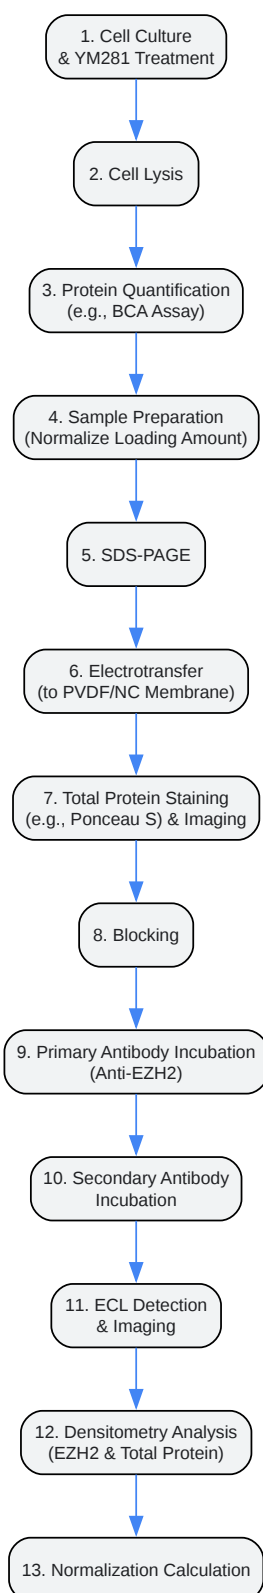 1. Cell Culture
& YM281 Treatment
2. Cell Lysis
3. Protein Quantification
(e.g., BCA Assay)
4. Sample Preparation
(Normalize Loading Amount)
5. SDS-PAGE
6. Electrotransfer
(to PVDF/NC Membrane)
7. Total Protein Staining
(e.g., Ponceau S) & Imaging
8. Blocking
9. Primary Antibody Incubation
(Anti-EZH2)
10. Secondary Antibody
Incubation
11. ECL Detection
& Imaging
12. Densitometry Analysis
(EZH2 & Total Protein)
13. Normalization Calculation